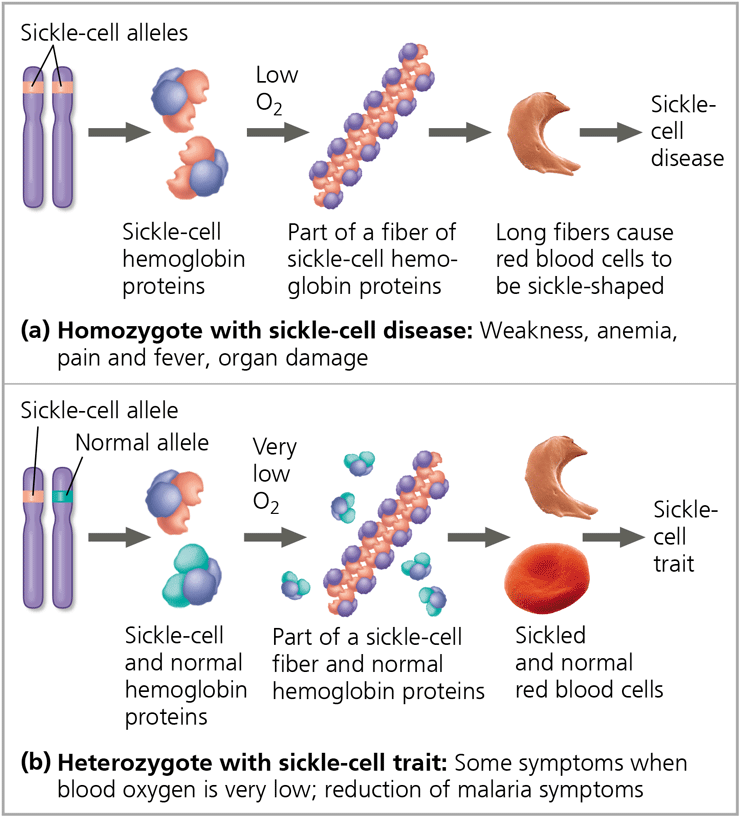 Sickle-cell alleles
Low
O2
Sickle-
cell
disease
Sickle-cell
hemoglobin
proteins
Part of a fiber of
sickle-cell hemo-
globin proteins
Long fibers cause
red blood cells to
be sickle-shaped
(a) Homozygote with sickle-cell disease: Weakness, anemia,
pain and fever, organ damage
Sickle-cell allele
Normal allele
Very
low
O2
Sickle-
cell
trait
Sickle-cell
and normal
hemoglobin
proteins
Part of a sickle-cell
fiber and normal
hemoglobin proteins
Sickled
and normal
red blood cells
(b) Heterozygote with sickle-cell trait: Some symptoms when
blood oxygen is very low; reduction of malaria symptoms